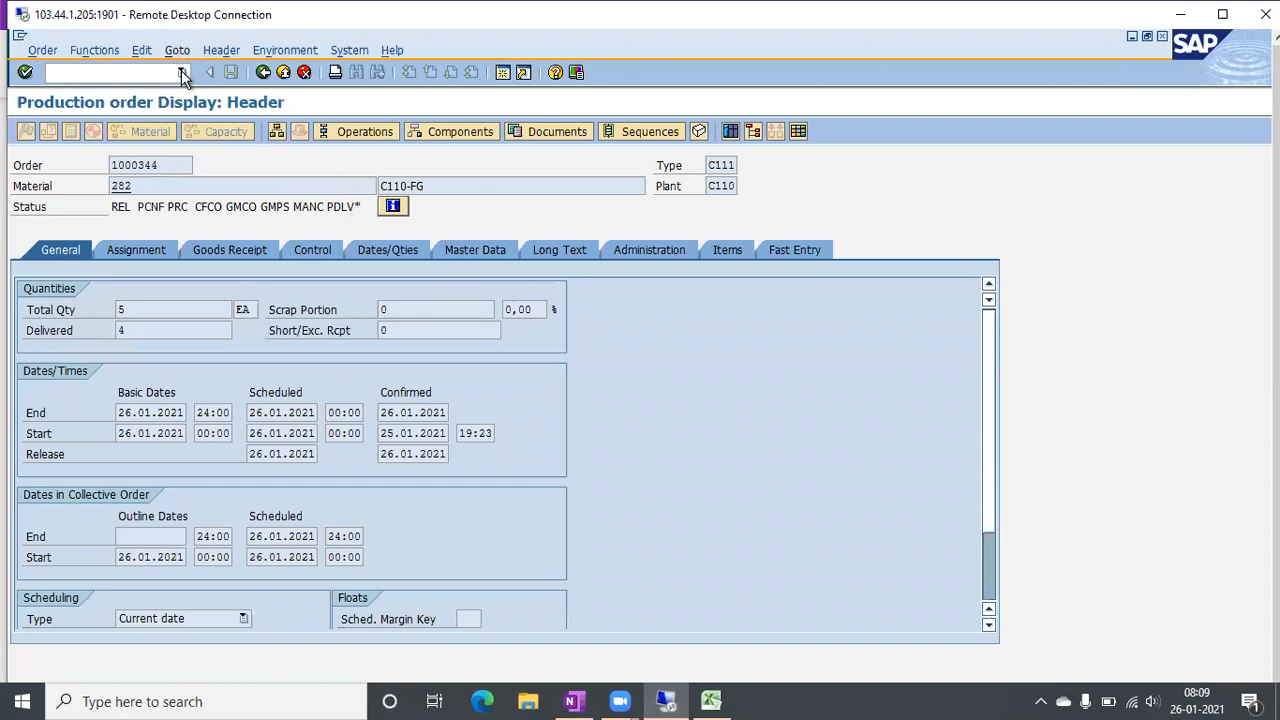 103.44.1.205:1901 - Remote Desktop Connection
Order Functions Edit Goto Header Environment System Help
SAP
Production order Display: Header
Material Capacity Operations Components Documents Sequences
Order 1000344 Type C111
Material 282 C110-FG Plant C110
Status REL PCNF PRC CFCO GMCO GMPS MANC PDLV*
General Assignment Goods Receipt Control Dates/Qties Master Data Long Text Administration Items Fast Entry
Quantities
Total Qty 5 EA Scrap Portion 0 0,00 %
Delivered 4 Short/Exc. Rcpt 0
Dates/Times
Basic Dates Scheduled Confirmed
End 26.01.2021 24:00 26.01.2021 00:00 26.01.2021
Start 26.01.2021 00:00 26.01.2021 00:00 25.01.2021 19:23
Release 26.01.2021 26.01.2021
Dates in Collective Order
Outline Dates Scheduled
End 24:00 26.01.2021 24:00
Start 26.01.2021 00:00 26.01.2021 00:00
Scheduling Floats
Type Current date Sched. Margin Key
Type here to search
08:09
26-01-2021
1